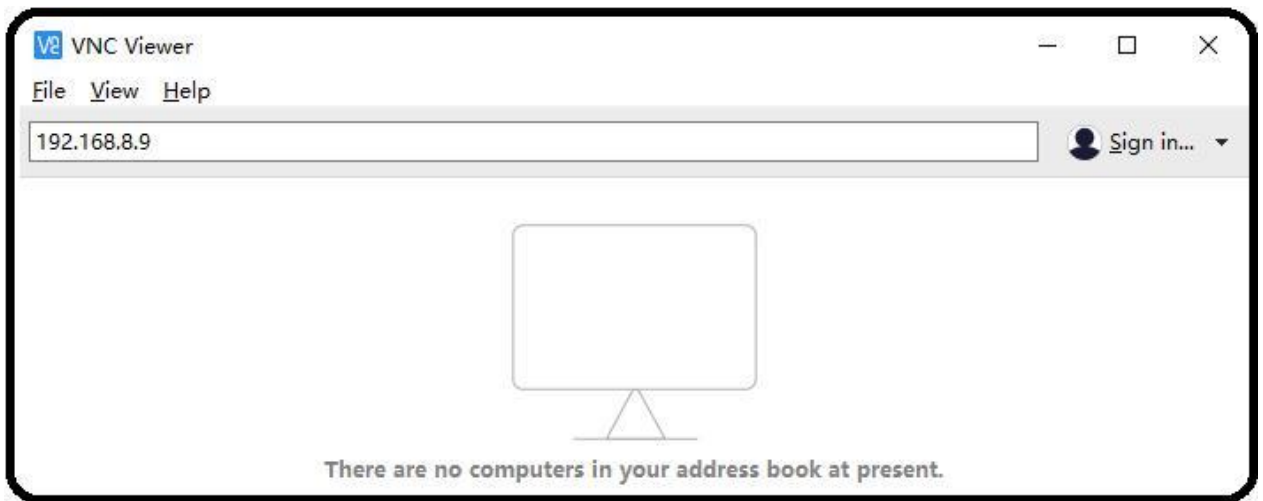 VNC Viewer
File View Help
192.168.8.9
Sign in...
There are no computers in your address book at present.